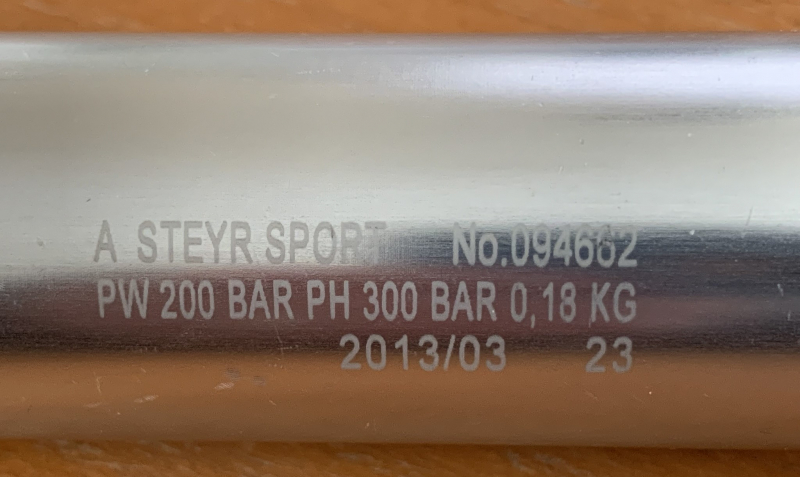 A STEYR SPORT No.094662
PW 200 BAR PH 300 BAR 0,18 KG
2013/03 23